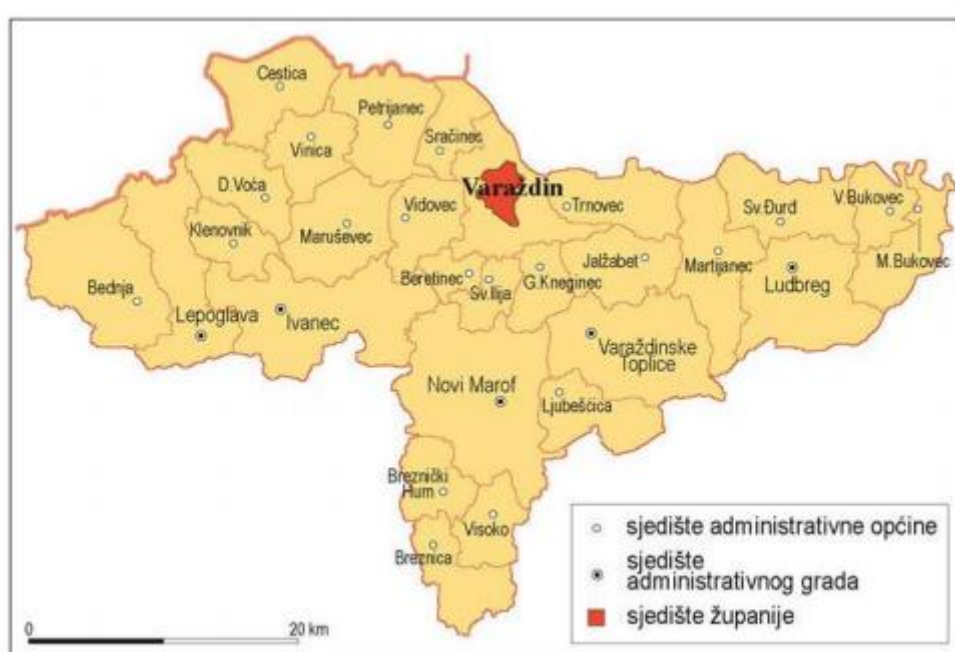 Cestica
Petrijanec
Sračinec
Vinica
Varaždin
D.Voća
Vidovec
Trnovec
V.Bukovec
Sv.Đurđ
Klenovnik
Maruševec
M.Bukovec
Bednja
Beretinec
Sv.Ilija
G.Kneginec
Jalžabet
Martijanec
Ludbreg
Lepoglava
Ivanec
Varaždinske
Toplice
Novi Marof
Ljubešćica
Breznički
Hum
Visoko
Breznica
sjedište administrativne općine
sjedište
administrativnog grada
sjedište županije
0
20 km